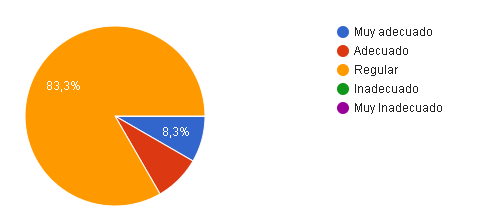 83,3%
8,3%
Muy adecuado
Adecuado
Regular
Inadecuado
Muy Inadecuado